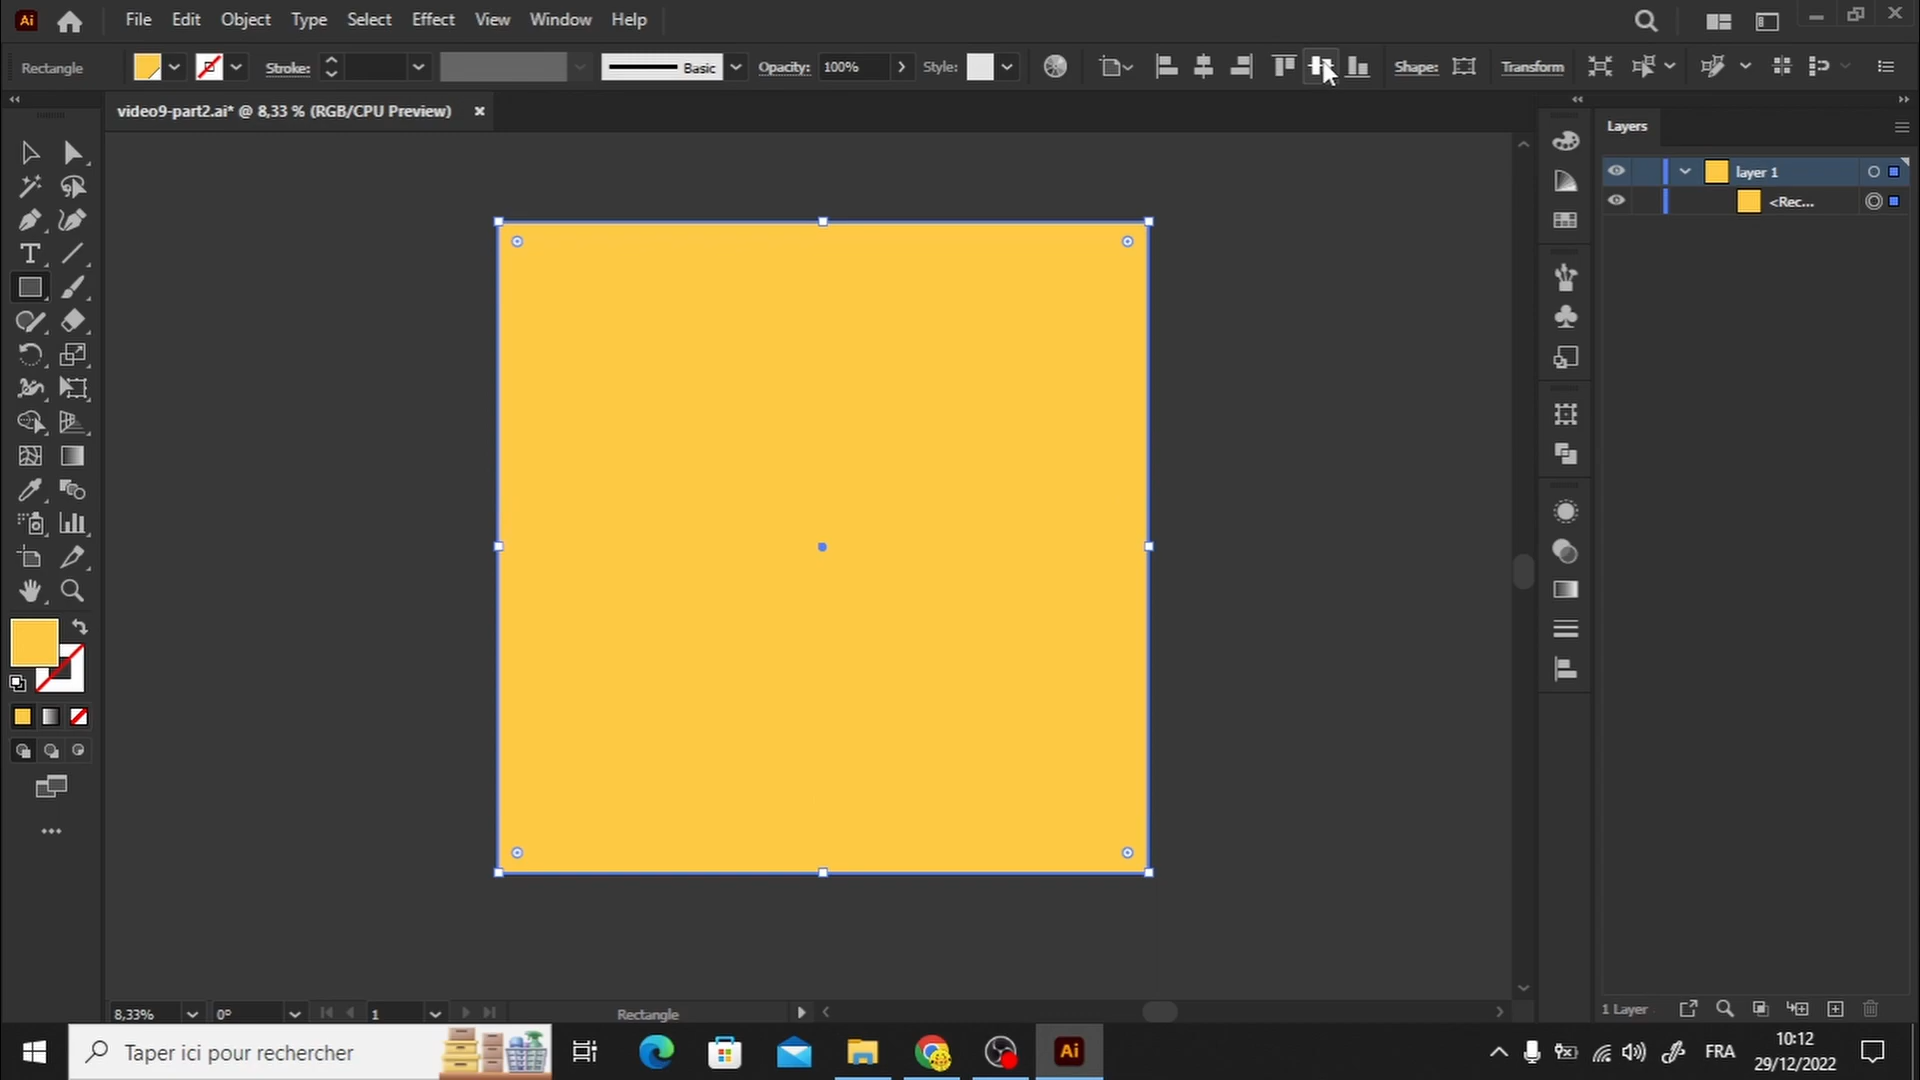 Ai File Edit Object Type Select Effect View Window Help
Rectangle Stroke: Basic Opacity: 100% Style: Shape: Transform
video9-part2.ai* @ 8,33 % (RGB/CPU Preview) ×
Layers
layer 1
<Rec...
8,33% 0° 1 Rectangle
1 Layer
Taper ici pour rechercher
Ai
FRA
10:12
29/12/2022